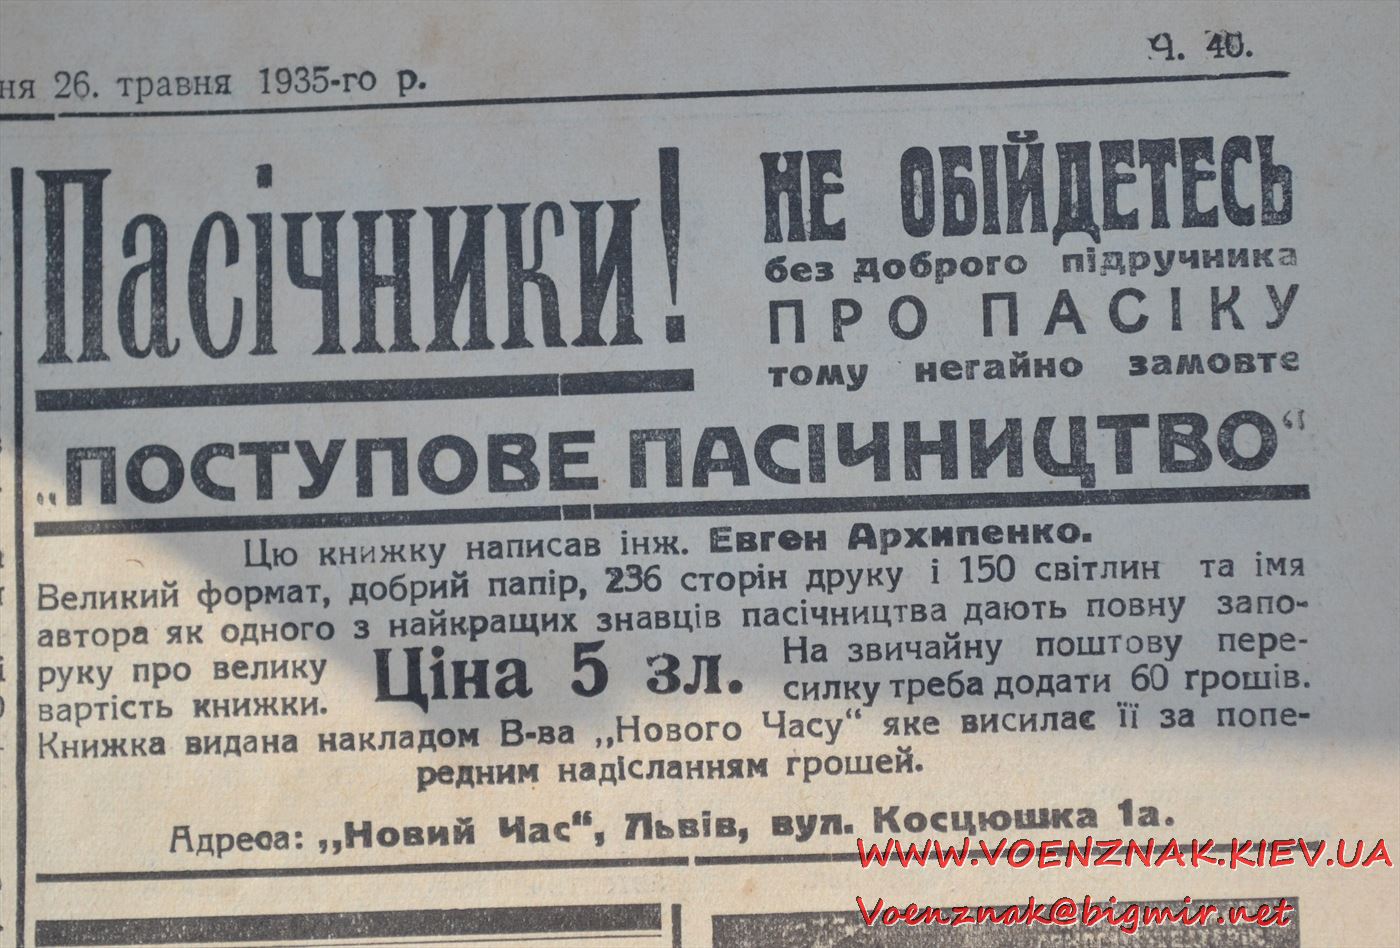 ня 26. травня 1935-го р.
Ч. 40.
Пасічники!
НЕ ОБІЙДЕТЕСЬ
без доброго підручника
ПРО ПАСІКУ
тому негайно замовте
„ПОСТУПОВЕ ПАСІЧНИЦТВО“
Цю книжку написав інж. Евген Архипенко.
Великий формат, добрий папір, 236 сторін друку і 150 світлин та імя
автора як одного з найкращих знавців пасічництва дають повну запо-
руку про велику
вартість книжки.
Ціна 5 зл.
На звичайну поштову пере-
силку треба додати 60 ґрошів.
Книжка видана накладом В-ва „Нового Часу“ яке висилає її за попе-
редним надісланням грошей.
Адреса: „Новий Час“, Львів, вул. Косцюшка 1а.
WWW.VOENZNAK.KIEV.UA
Voenznak@bigmir.net